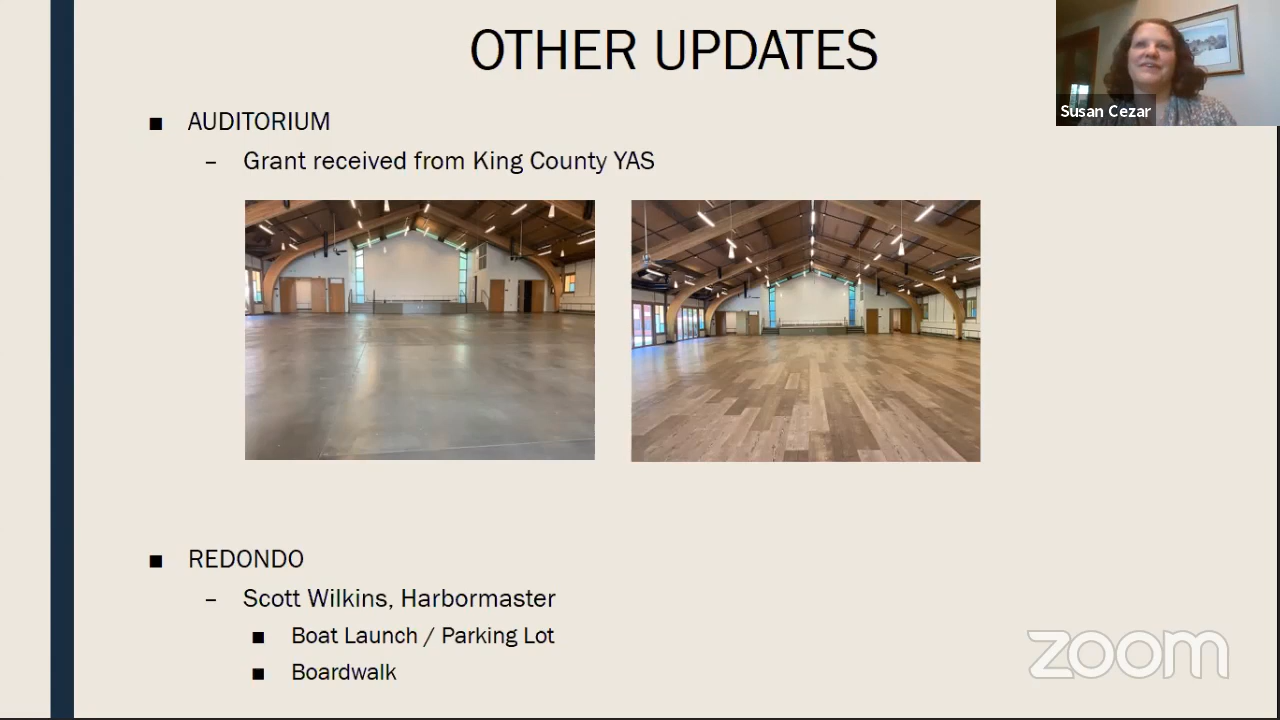 OTHER UPDATES
Susan Cezar
■ AUDITORIUM
– Grant received from King County YAS
■ REDONDO
– Scott Wilkins, Harbormaster
■ Boat Launch / Parking Lot
■ Boardwalk
zoom